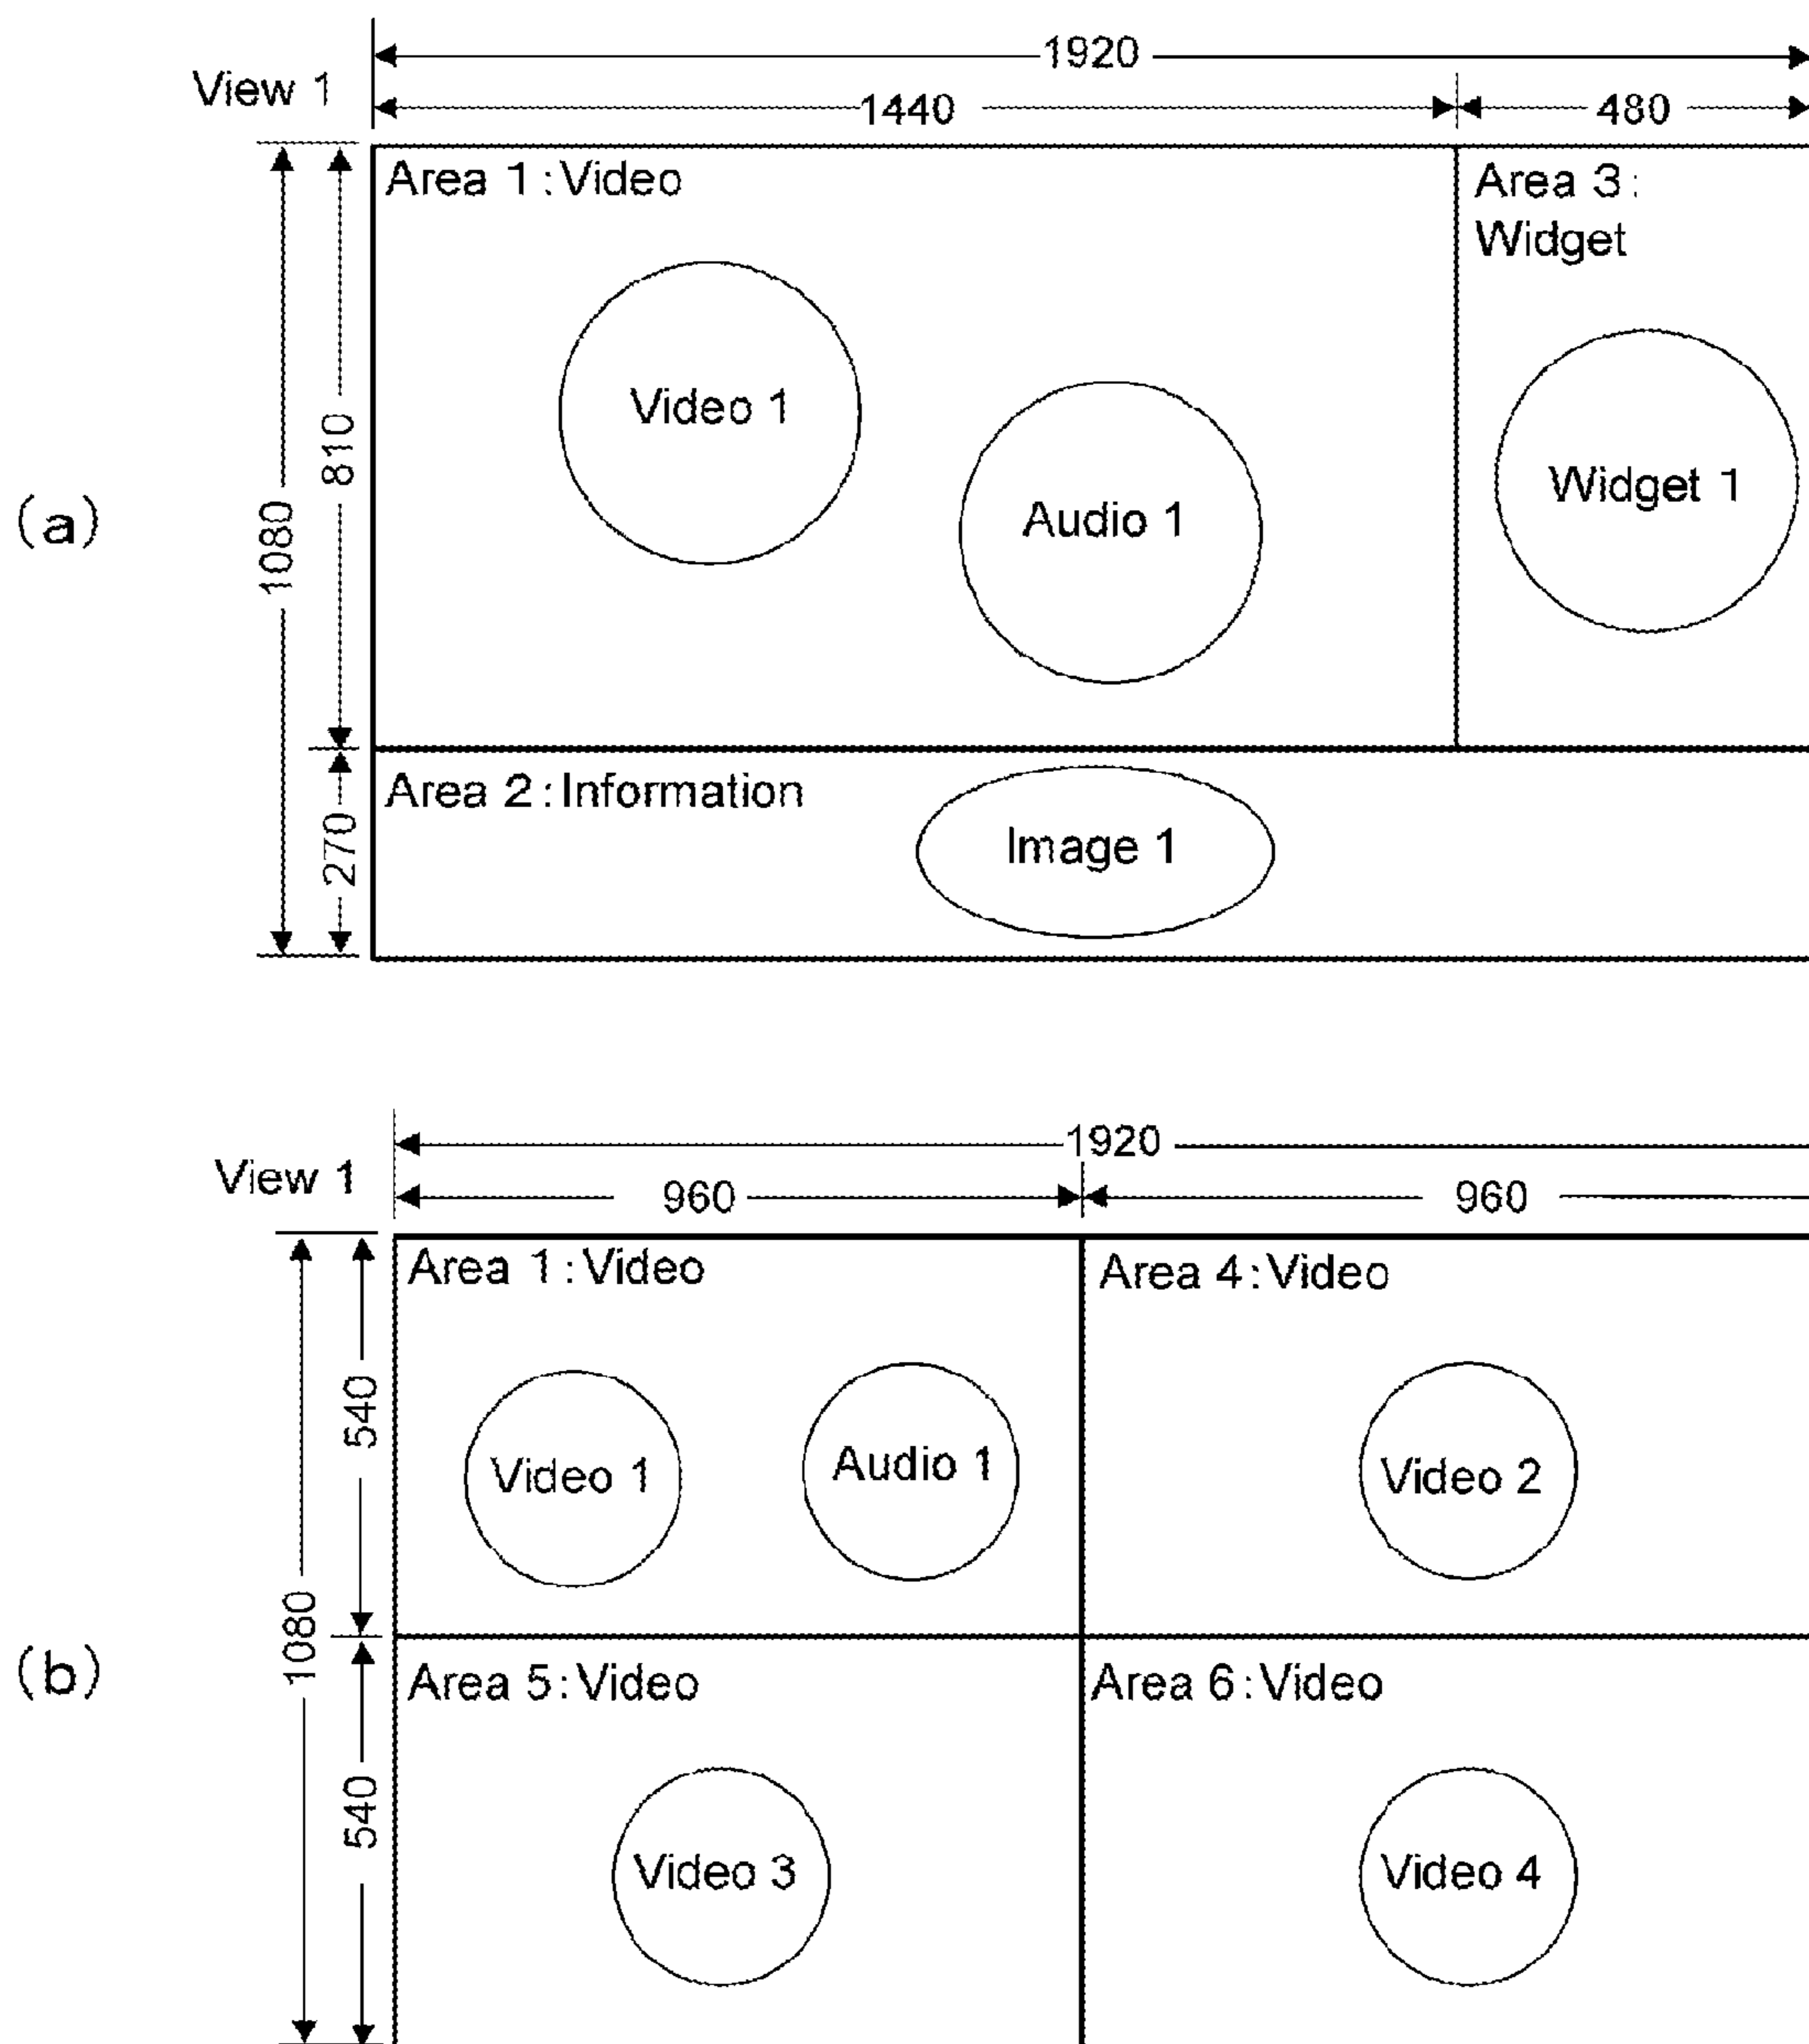 1920
View 1
1440
480
Area 1 : Video
Area 3 :
Widget
Video 1
Audio 1
Widget 1
(a)
1080
810
270
Area 2 : Information
Image 1
1920
View 1
960
960
Area 1 : Video
Area 4 : Video
540
Video 1
Audio 1
Video 2
(b)
1080
Area 5 : Video
Area 6 : Video
540
Video 3
Video 4